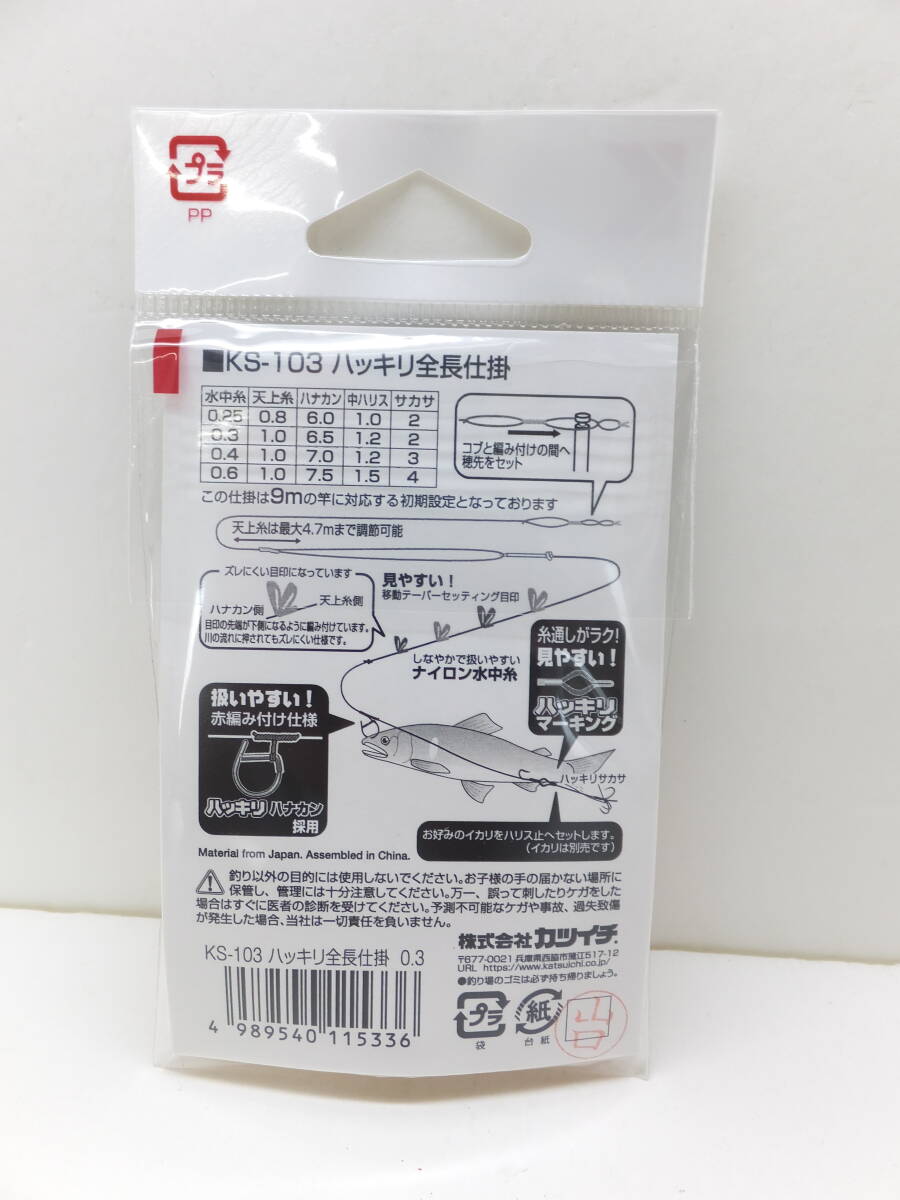 プラ
PP
■KS-103 ハッキリ全長仕掛
水中糸 天上糸 ハナカン 中ハリス サカサ
0.25 0.8 6.0 1.0 2
0.3 1.0 6.5 1.2 2
0.4 1.0 7.0 1.2 3
0.6 1.0 7.5 1.5 4
コブと編み付けの間へ
穂先をセット
この仕掛は9mの竿に対応する初期設定となっております
天上糸は最大4.7mまで調節可能
ズレにくい目印になっています
ハナカン側
天上糸側
目印の先端が下側になるように編み付けています。
川の流れに押されてもズレにくい仕様です。
見やすい！
移動テーパーセッティング目印
しなやかで扱いやすい
ナイロン水中糸
糸通しがラク!
見やすい！
ハッキリ
マーキング
扱いやすい！
赤編み付け仕様
ハッキリ ハナカン
採用
ハッキリサカサ
お好みのイカリをハリス止へセットします。
(イカリは別売です)
Material from Japan. Assembled in China.
釣り以外の目的には使用しないでください。お子様の手の届かない場所に
保管し、管理には十分注意してください。万一、誤って刺したりケガをした
場合はすぐに医者の診断を受けてください。予測不可能なケガや事故、過失致傷
が発生した場合、当社は一切責任を負いません。
株式会社 カツイチ
〒677-0021 兵庫県西脇市蒲江517-12
URL https://www.katsuichi.co.jp/
●釣り場のゴミは必ず持ち帰りましょう。
KS-103 ハッキリ全長仕掛 0.3
4 989540 115336
プラ
袋
紙
台紙
山口